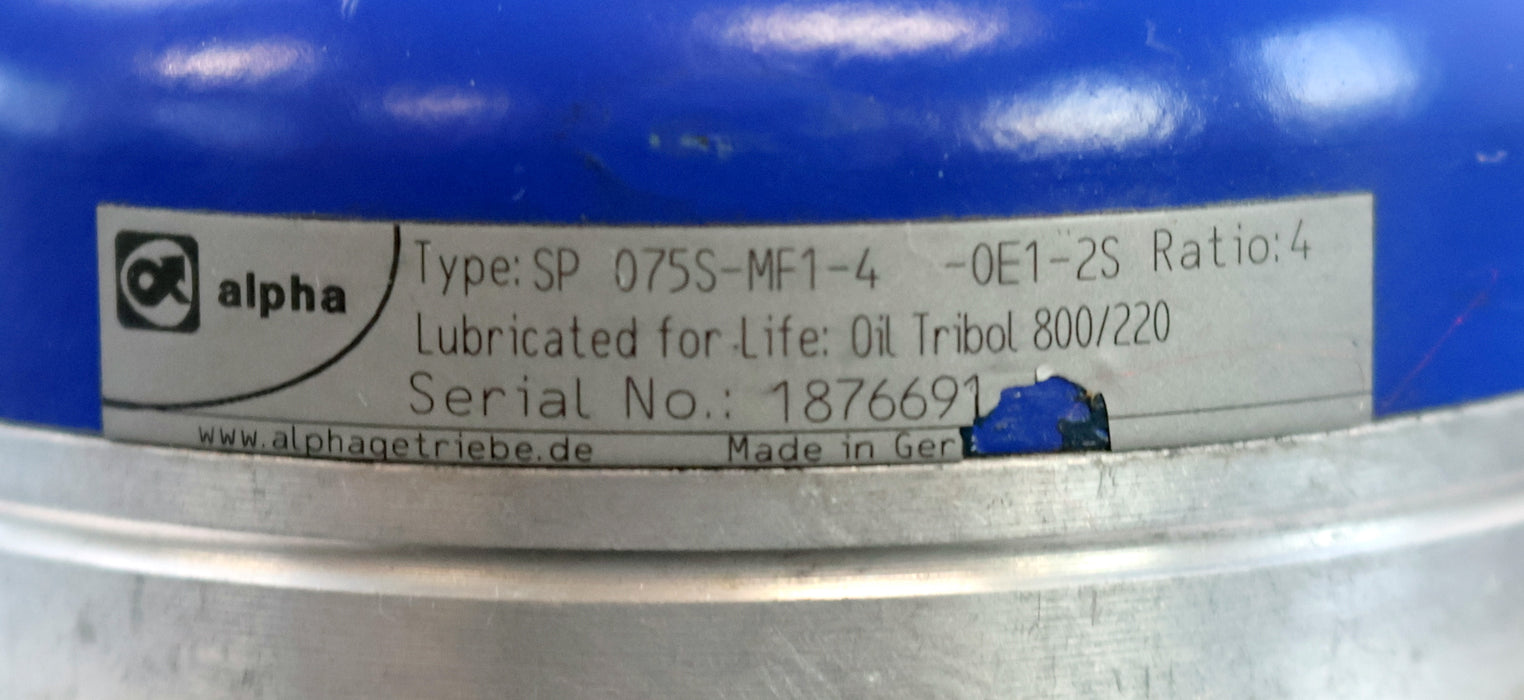 alpha
Type: SP 075S-MF1-4 -0E1-2S Ratio:4
Lubricated for Life: Oil Tribol 800/220
Serial No.: 1876691
www.alphagetriebe.de Made in Ger